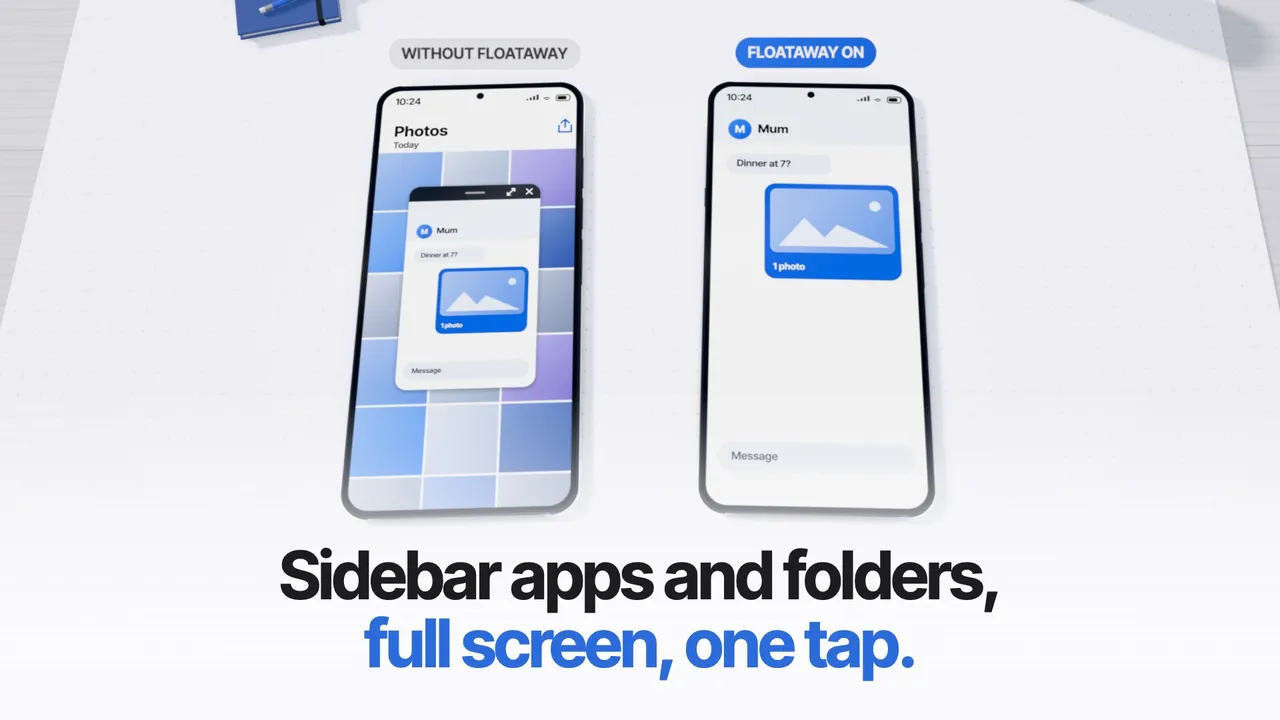 WITHOUT FLOATAWAY
10:24
Photos
Today
M Mum
Dinner at 7?
1 photo
Message
FLOATAWAY ON
10:24
M Mum
Dinner at 7?
1 photo
Message
Sidebar apps and folders,
full screen, one tap.